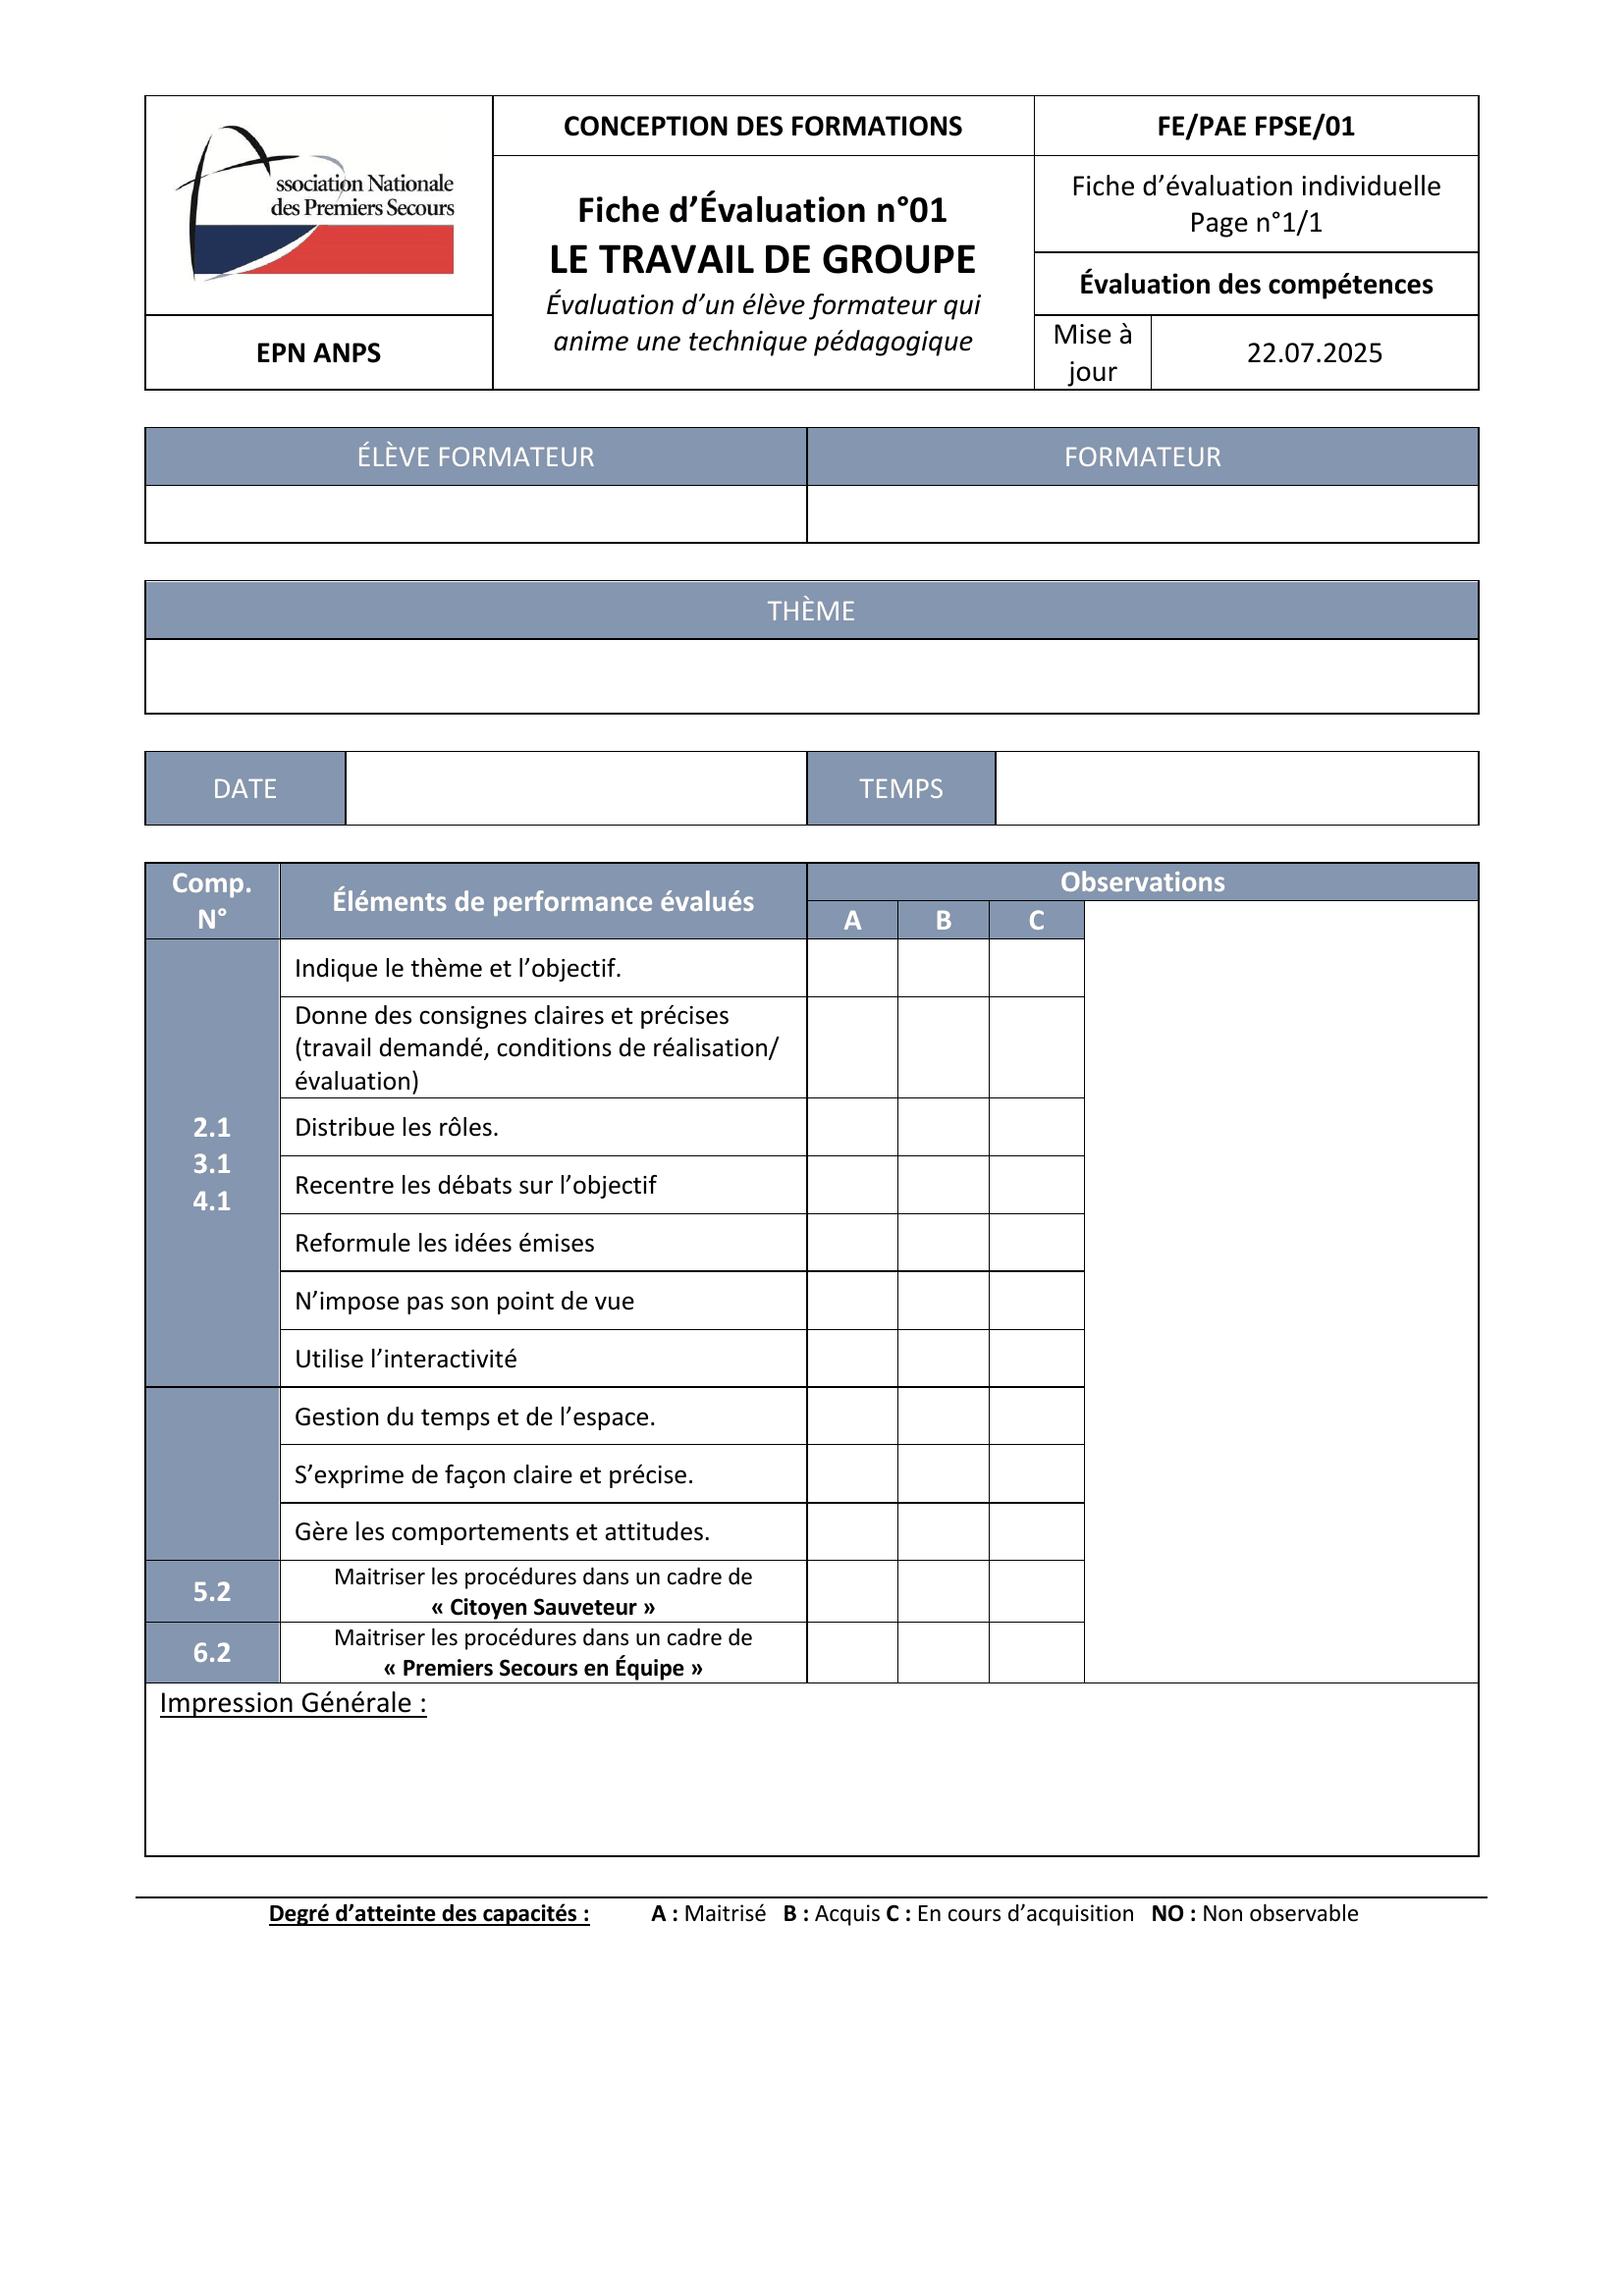 ssociation Nationale
des Premiers Secours
EPN ANPS
CONCEPTION DES FORMATIONS
Fiche d’Évaluation n°01
LE TRAVAIL DE GROUPE
Évaluation d’un élève formateur qui
anime une technique pédagogique
FE/PAE FPSE/01
Fiche d’évaluation individuelle
Page n°1/1
Évaluation des compétences
Mise à
jour
22.07.2025
ÉLÈVE FORMATEUR
FORMATEUR
THÈME
DATE
TEMPS
Comp.
N°
Éléments de performance évalués
Observations
A
B
C
2.1
3.1
4.1
Indique le thème et l’objectif.
Donne des consignes claires et précises
(travail demandé, conditions de réalisation/
évaluation)
Distribue les rôles.
Recentre les débats sur l’objectif
Reformule les idées émises
N’impose pas son point de vue
Utilise l’interactivité
Gestion du temps et de l’espace.
S’exprime de façon claire et précise.
Gère les comportements et attitudes.
5.2
Maitriser les procédures dans un cadre de
« Citoyen Sauveteur »
6.2
Maitriser les procédures dans un cadre de
« Premiers Secours en Équipe »
Impression Générale :
Degré d’atteinte des capacités : A : Maitrisé B : Acquis C : En cours d’acquisition NO : Non observable